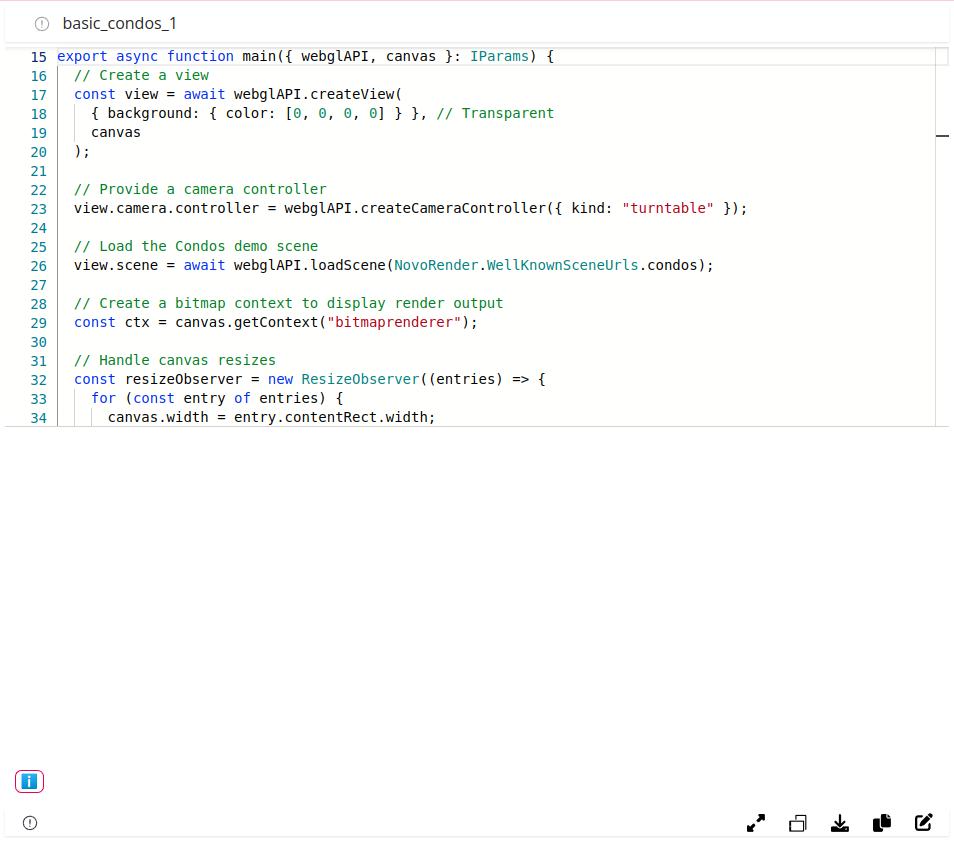 basic_condos_1
15 export async function main({ webglAPI, canvas }: IParams) {
16   // Create a view
17   const view = await webglAPI.createView(
18     { background: { color: [0, 0, 0, 0] } }, // Transparent
19     canvas
20   );
21
22   // Provide a camera controller
23   view.camera.controller = webglAPI.createCameraController({ kind: "turntable" });
24
25   // Load the Condos demo scene
26   view.scene = await webglAPI.loadScene(NovoRender.WellKnownSceneUrls.condos);
27
28   // Create a bitmap context to display render output
29   const ctx = canvas.getContext("bitmaprenderer");
30
31   // Handle canvas resizes
32   const resizeObserver = new ResizeObserver((entries) => {
33     for (const entry of entries) {
34       canvas.width = entry.contentRect.width;